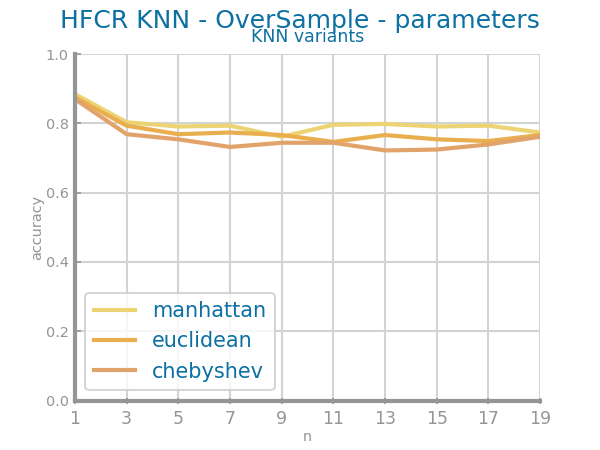 HFCR KNN - OverSample - parameters
KNN variants
1.0
0.8
0.6
0.4
0.2
0.0
accuracy
manhattan
euclidean
chebyshev
1 3 5 7 9 11 13 15 17 19
n